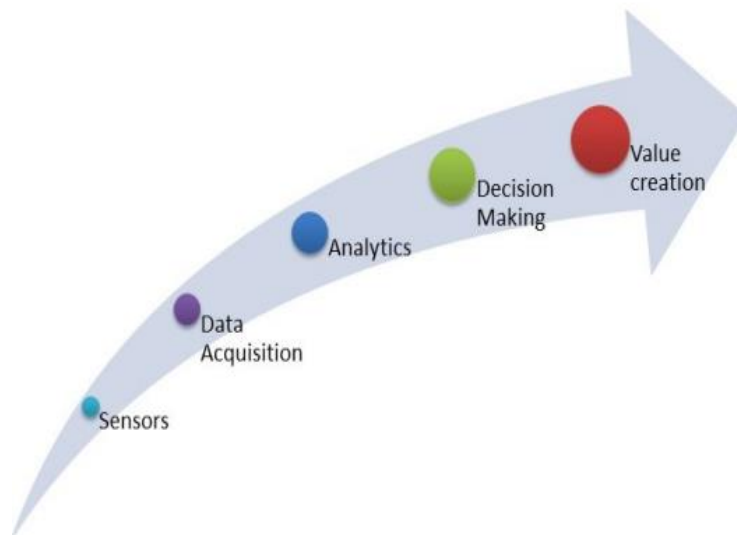 Value
creation
Decision
Making
Analytics
Data
Acquisition
Sensors